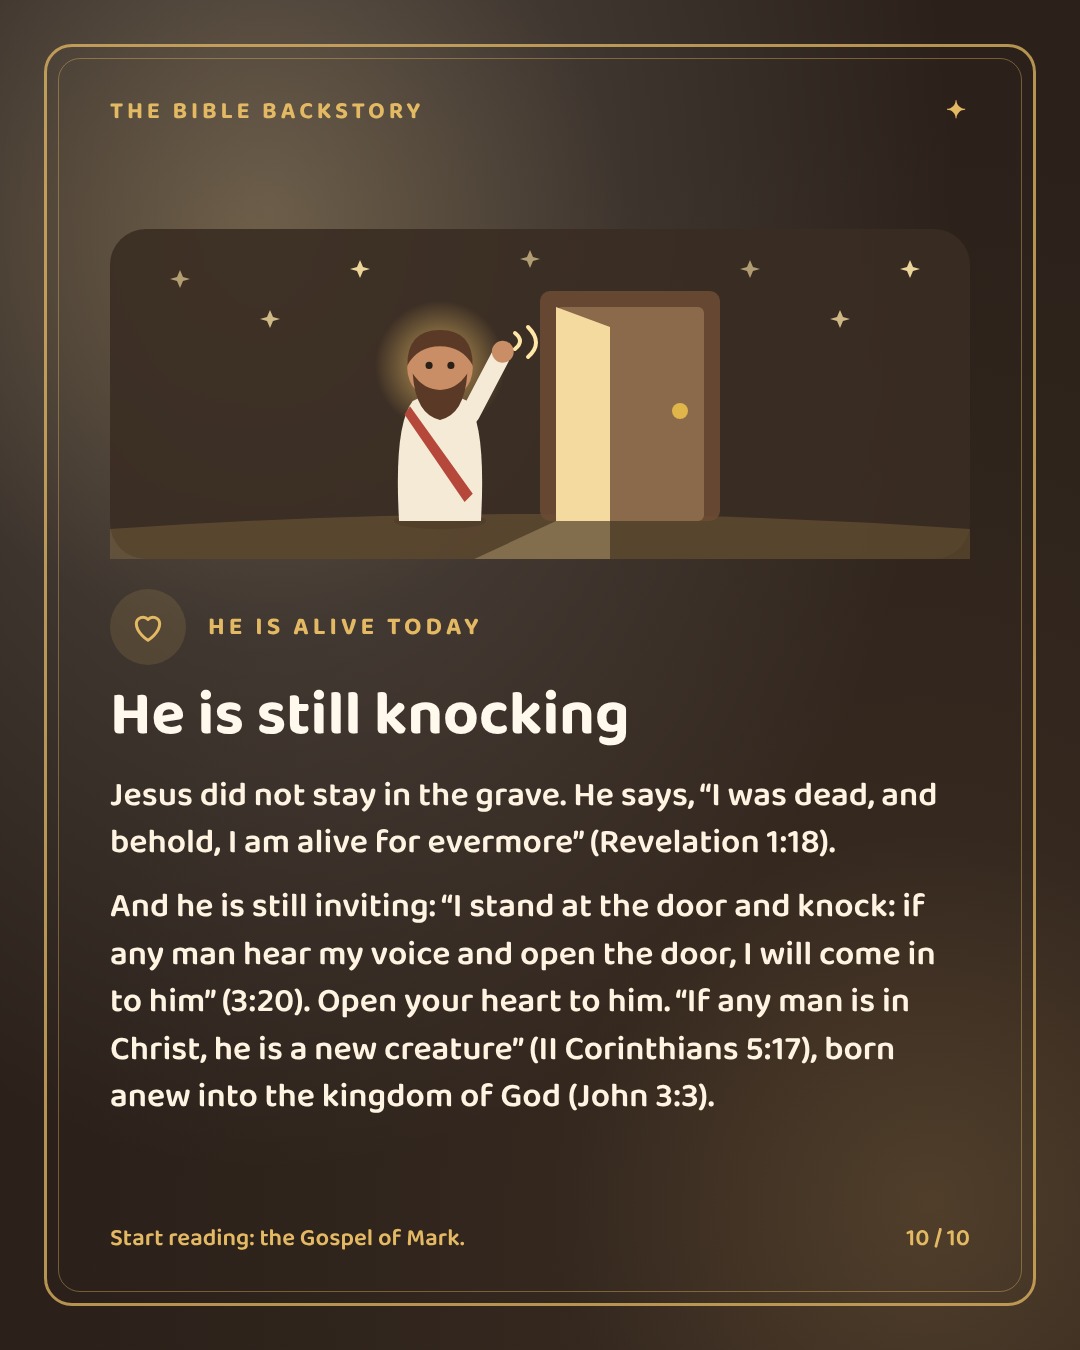 THE BIBLE BACKSTORY
HE IS ALIVE TODAY
He is still knocking
Jesus did not stay in the grave. He says, “I was dead, and
behold, I am alive for evermore” (Revelation 1:18).
And he is still inviting: “I stand at the door and knock: if
any man hear my voice and open the door, I will come in
to him” (3:20). Open your heart to him. “If any man is in
Christ, he is a new creature” (II Corinthians 5:17), born
anew into the kingdom of God (John 3:3).
Start reading: the Gospel of Mark.
10 / 10